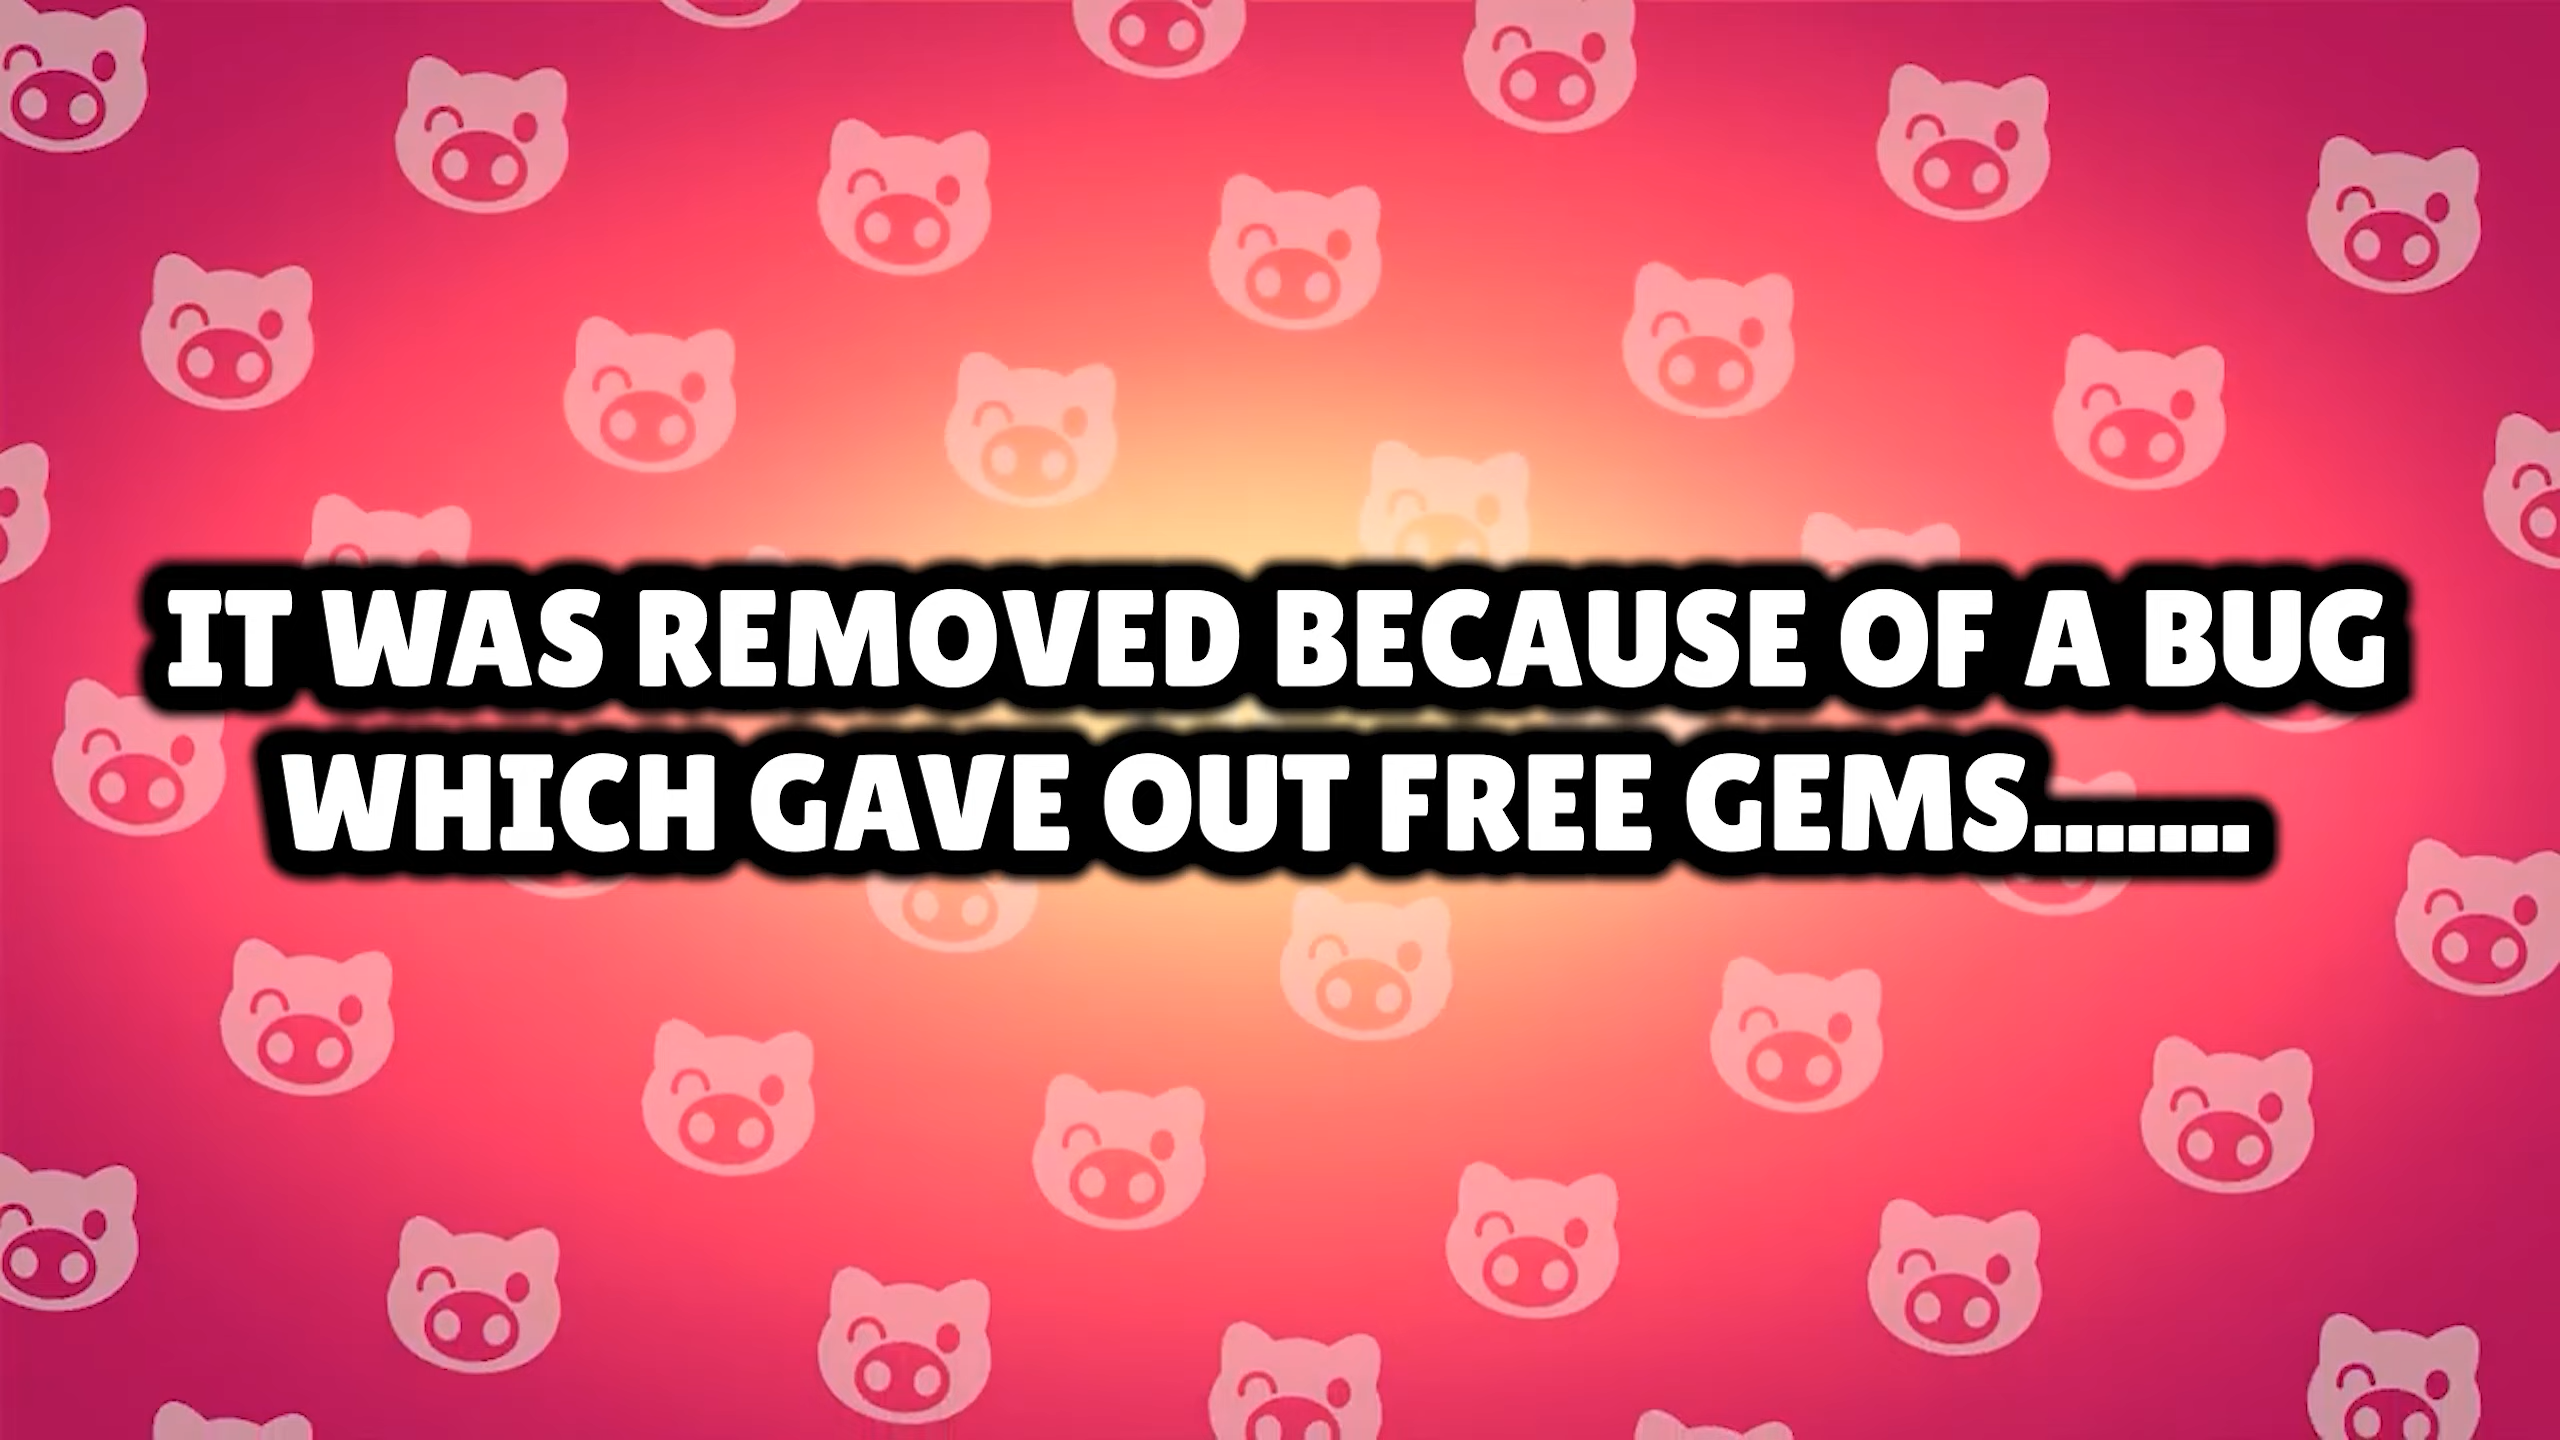 IT WAS REMOVED BECAUSE OF A BUG
WHICH GAVE OUT FREE GEMS.......